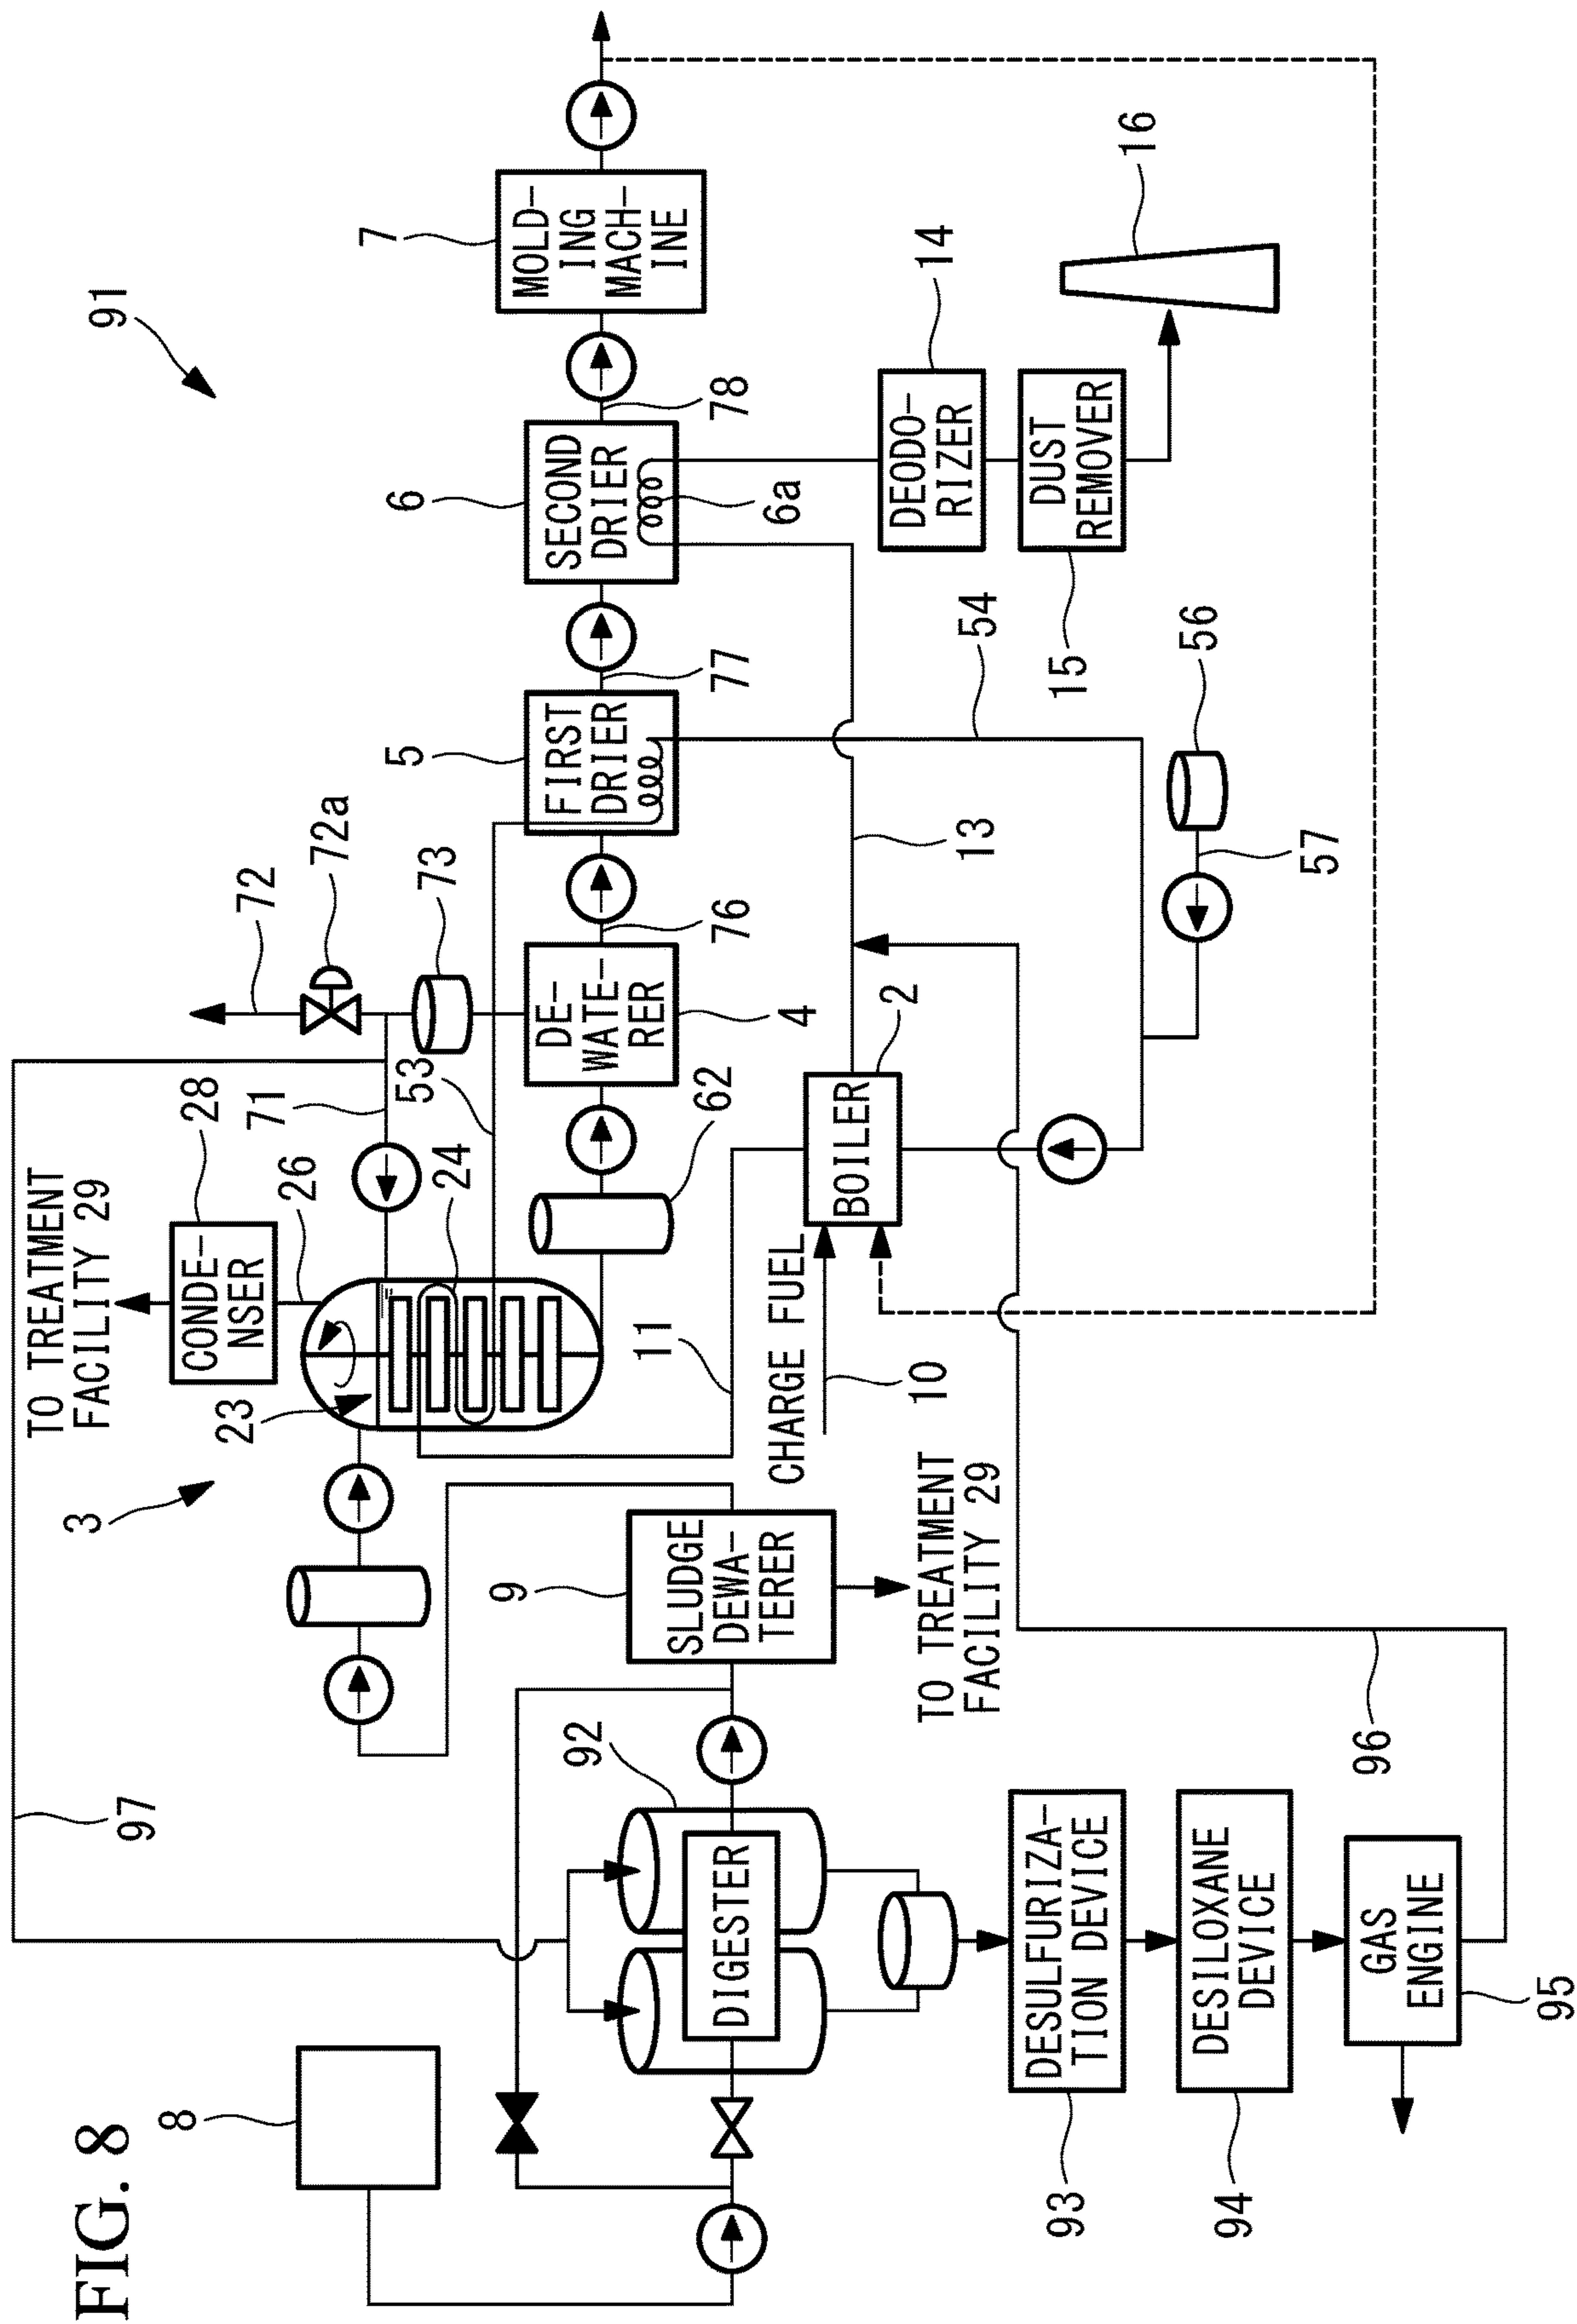 FIG. 8
91
7
MOLD-
ING
MACH-
INE
16
14
DEODO-
RIZER
DUST
REMOVER
15
78
6
SECOND
DRIER
6a
77
5
FIRST
DRIER
54
56
57
13
72
72a
73
76
DE-
WATE-
RER
4
2
BOILER
62
53
71
28
CONDE-
NSER
26
24
TO TREATMENT
FACILITY 29
23
3
11
CHARGE FUEL
10
9
SLUDGE
DEWA-
TERER
TO TREATMENT
FACILITY 29
97
92
DIGESTER
96
8
DESULFURIZA-
TION DEVICE
93
DESILOXANE
DEVICE
94
GAS
ENGINE
95